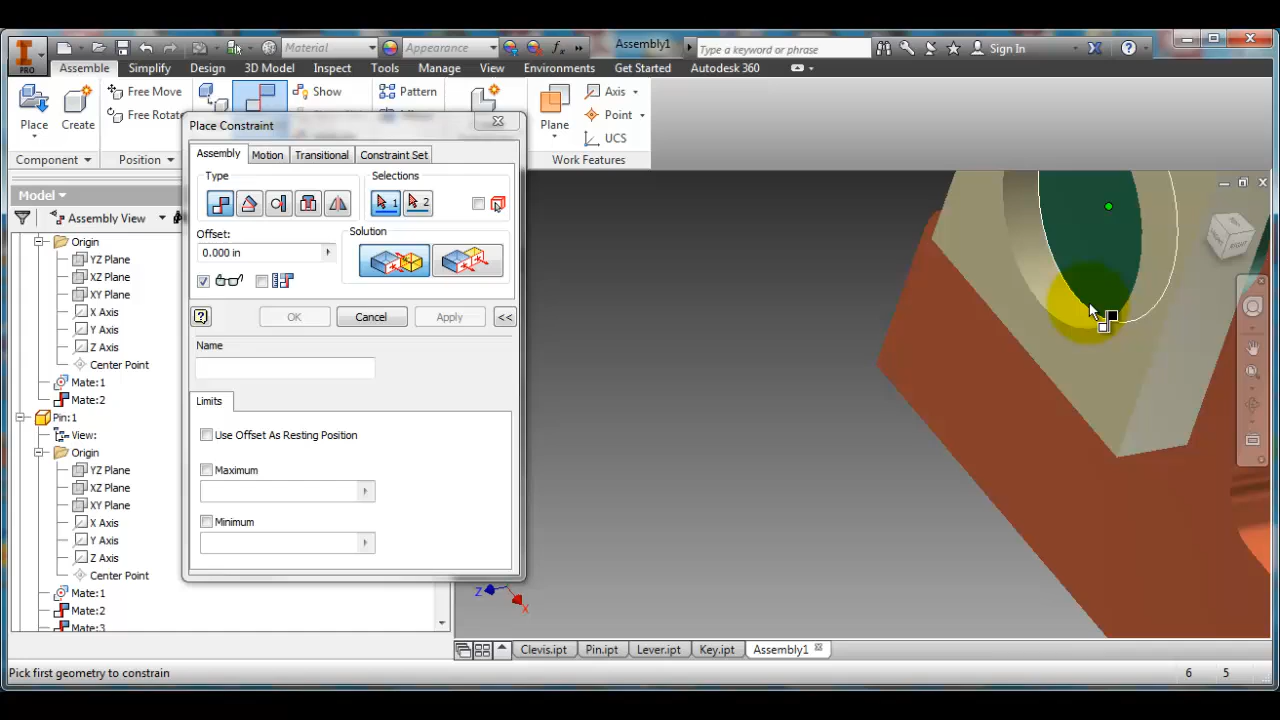 Material
Appearance
fx
Assembly1
Type a keyword or phrase
Sign In
PRO
Assemble Simplify Design 3D Model Inspect Tools Manage View Environments Get Started Autodesk 360
Free Move
Show
Pattern
Axis
Free Rotate
Point
Place
Create
Plane
UCS
Component
Position
Work Features
Place Constraint
Assembly Motion Transitional Constraint Set
Type
Selections
1
2
Offset:
Solution
0.000 in
OK
Cancel
Apply
<<
Name
Limits
Use Offset As Resting Position
Maximum
Minimum
Model
Assembly View
Origin
YZ Plane
XZ Plane
XY Plane
X Axis
Y Axis
Z Axis
Center Point
Mate:1
Mate:2
Pin:1
View:
Origin
YZ Plane
XZ Plane
XY Plane
X Axis
Y Axis
Z Axis
Center Point
Mate:1
Mate:2
Mate:3
RIGHT
Z
X
Clevis.ipt Pin.ipt Lever.ipt Key.ipt Assembly1
Pick first geometry to constrain
6 5